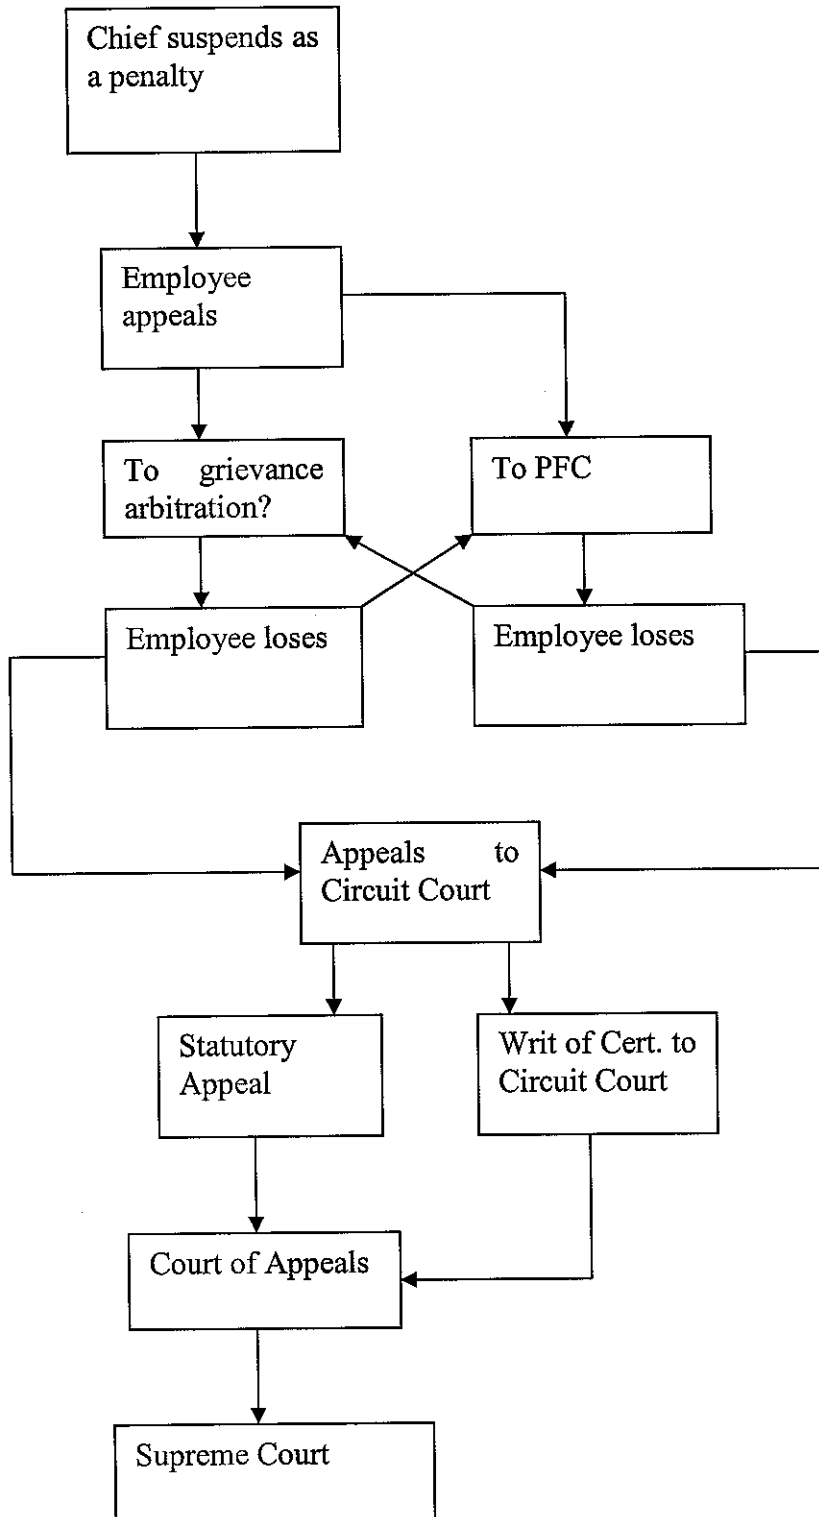 Chief suspends as
a penalty
Employee
appeals
To grievance
arbitration?
To PFC
Employee loses
Employee loses
Appeals to
Circuit Court
Statutory
Appeal
Writ of Cert. to
Circuit Court
Court of Appeals
Supreme Court